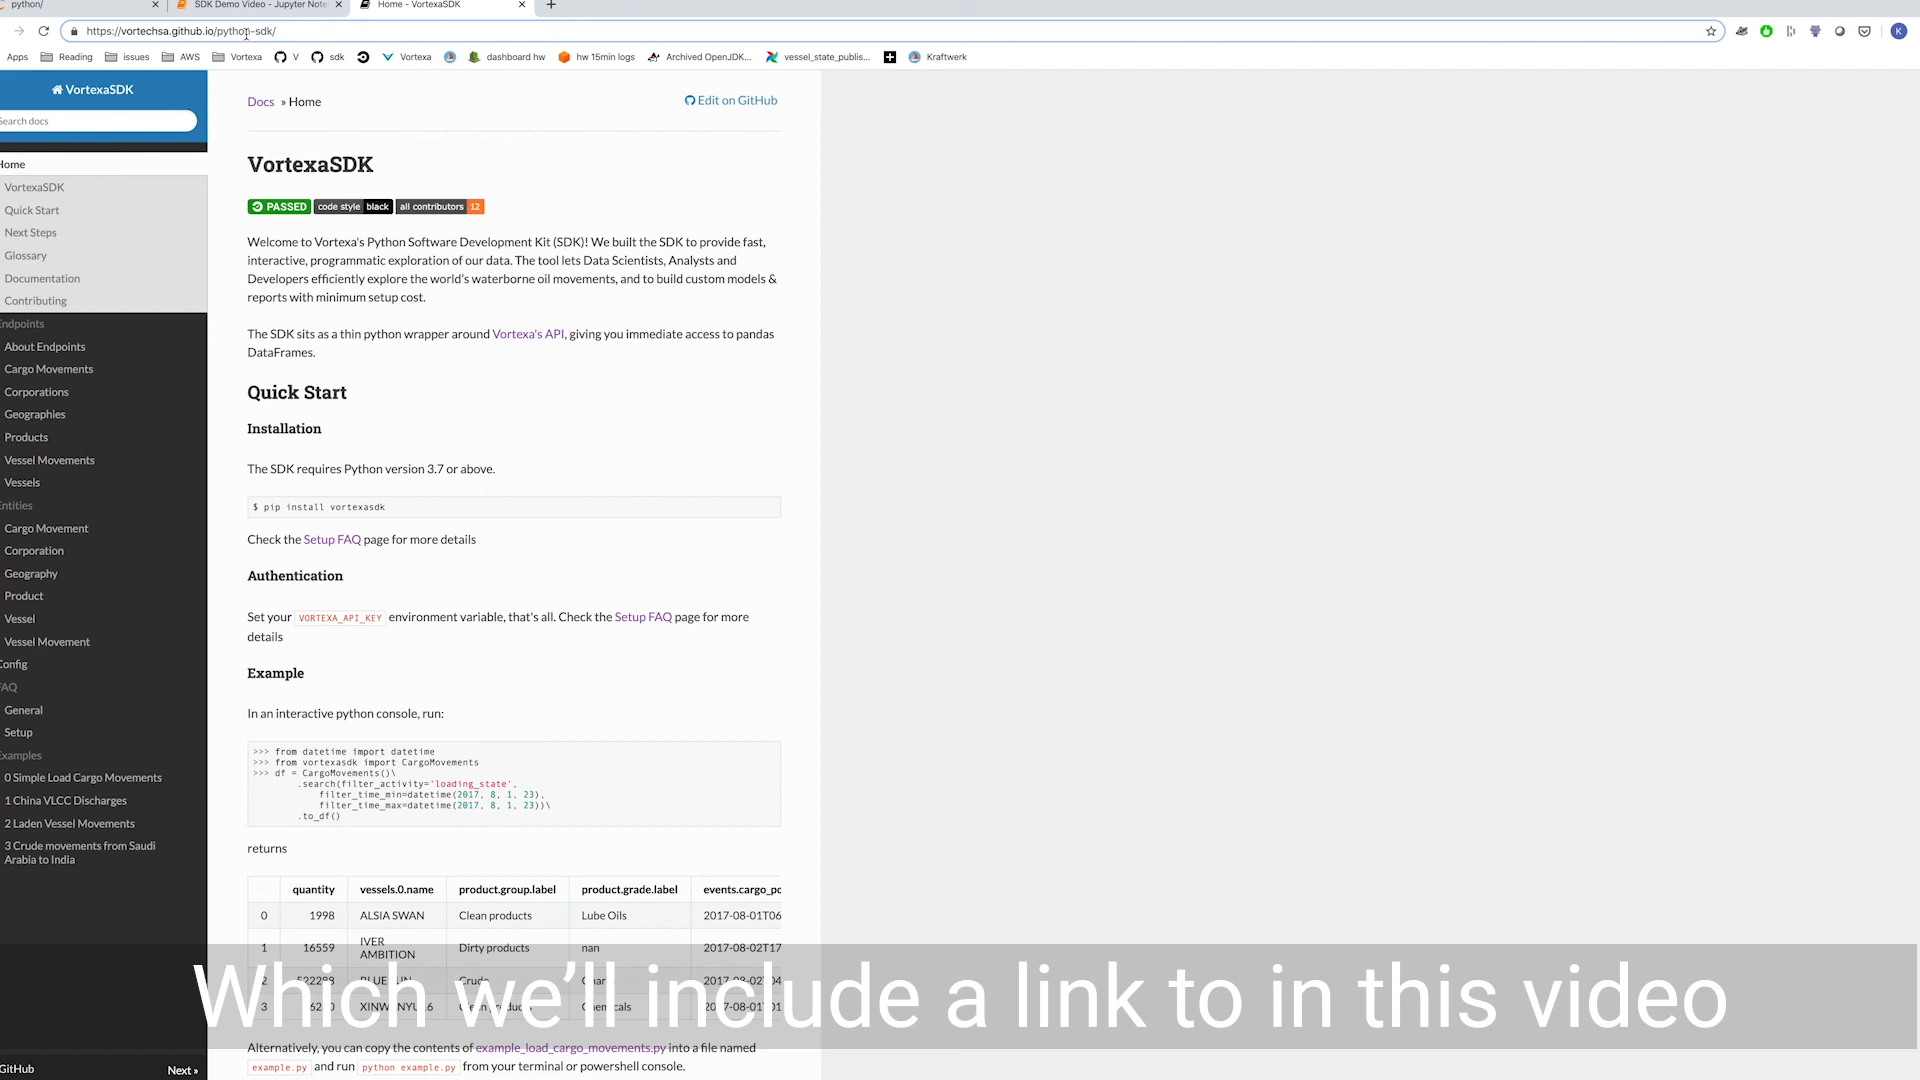 python/
SDK Demo Video - Jupyter Note
Home - VortexaSDK
https://vortechsa.github.io/python-sdk/
Apps
Reading
issues
AWS
Vortexa
V
sdk
Vortexa
dashboard hw
hw 15min logs
Archived OpenJDK...
vessel_state_publis...
Kraftwerk
K
VortexaSDK
Search docs
Home
VortexaSDK
Quick Start
Next Steps
Glossary
Documentation
Contributing
Endpoints
About Endpoints
Cargo Movements
Corporations
Geographies
Products
Vessel Movements
Vessels
Entities
Cargo Movement
Corporation
Geography
Product
Vessel
Vessel Movement
Config
FAQ
General
Setup
Examples
0 Simple Load Cargo Movements
1 China VLCC Discharges
2 Laden Vessel Movements
3 Crude movements from Saudi
Arabia to India
GitHub
Next »
Docs » Home
Edit on GitHub
VortexaSDK
PASSED code style black all contributors 12
Welcome to Vortexa's Python Software Development Kit (SDK)! We built the SDK to provide fast,
interactive, programmatic exploration of our data. The tool lets Data Scientists, Analysts and
Developers efficiently explore the world's waterborne oil movements, and to build custom models &
reports with minimum setup cost.
The SDK sits as a thin python wrapper around Vortexa's API, giving you immediate access to pandas
DataFrames.
Quick Start
Installation
The SDK requires Python version 3.7 or above.
$ pip install vortexasdk
Check the Setup FAQ page for more details
Authentication
Set your VORTEXA_API_KEY environment variable, that's all. Check the Setup FAQ page for more
details
Example
In an interactive python console, run:
>>> from datetime import datetime
>>> from vortexasdk import CargoMovements
>>> df = CargoMovements()\
.search(filter_activity='loading_state',
filter_time_min=datetime(2017, 8, 1, 23),
filter_time_max=datetime(2017, 8, 1, 23))\
.to_df()
returns
quantity vessels.0.name product.group.label product.grade.label events.cargo_po
0 1998 ALSIA SWAN Clean products Lube Oils 2017-08-01T06
1 16559 IVER AMBITION Dirty products nan 2017-08-02T17
2
3
Which we'll include a link to in this video
Alternatively, you can copy the contents of example_load_cargo_movements.py into a file named
example.py and run python example.py from your terminal or powershell console.